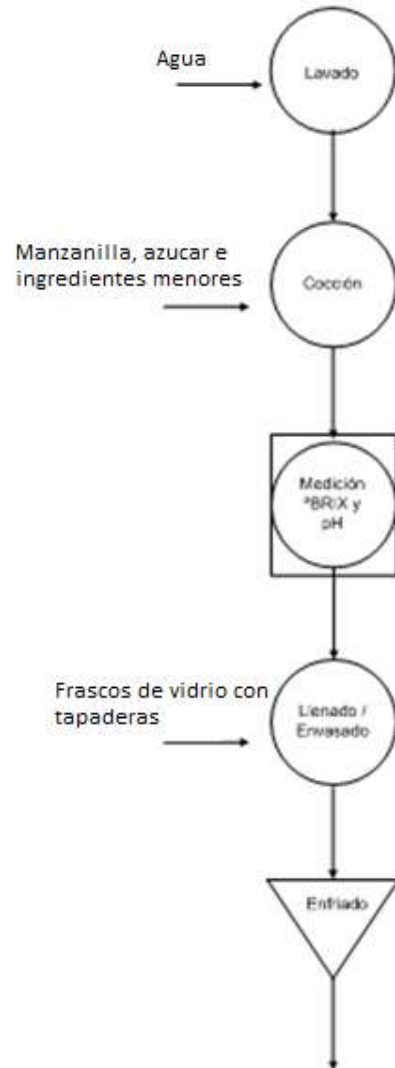 Agua
Lavado
Manzanilla, azucar e
ingredientes menores
Cocción
Medición
ºBRIX y
pH
Frascos de vidrio con
tapaderas
Llenado /
Envasado
Enfriado